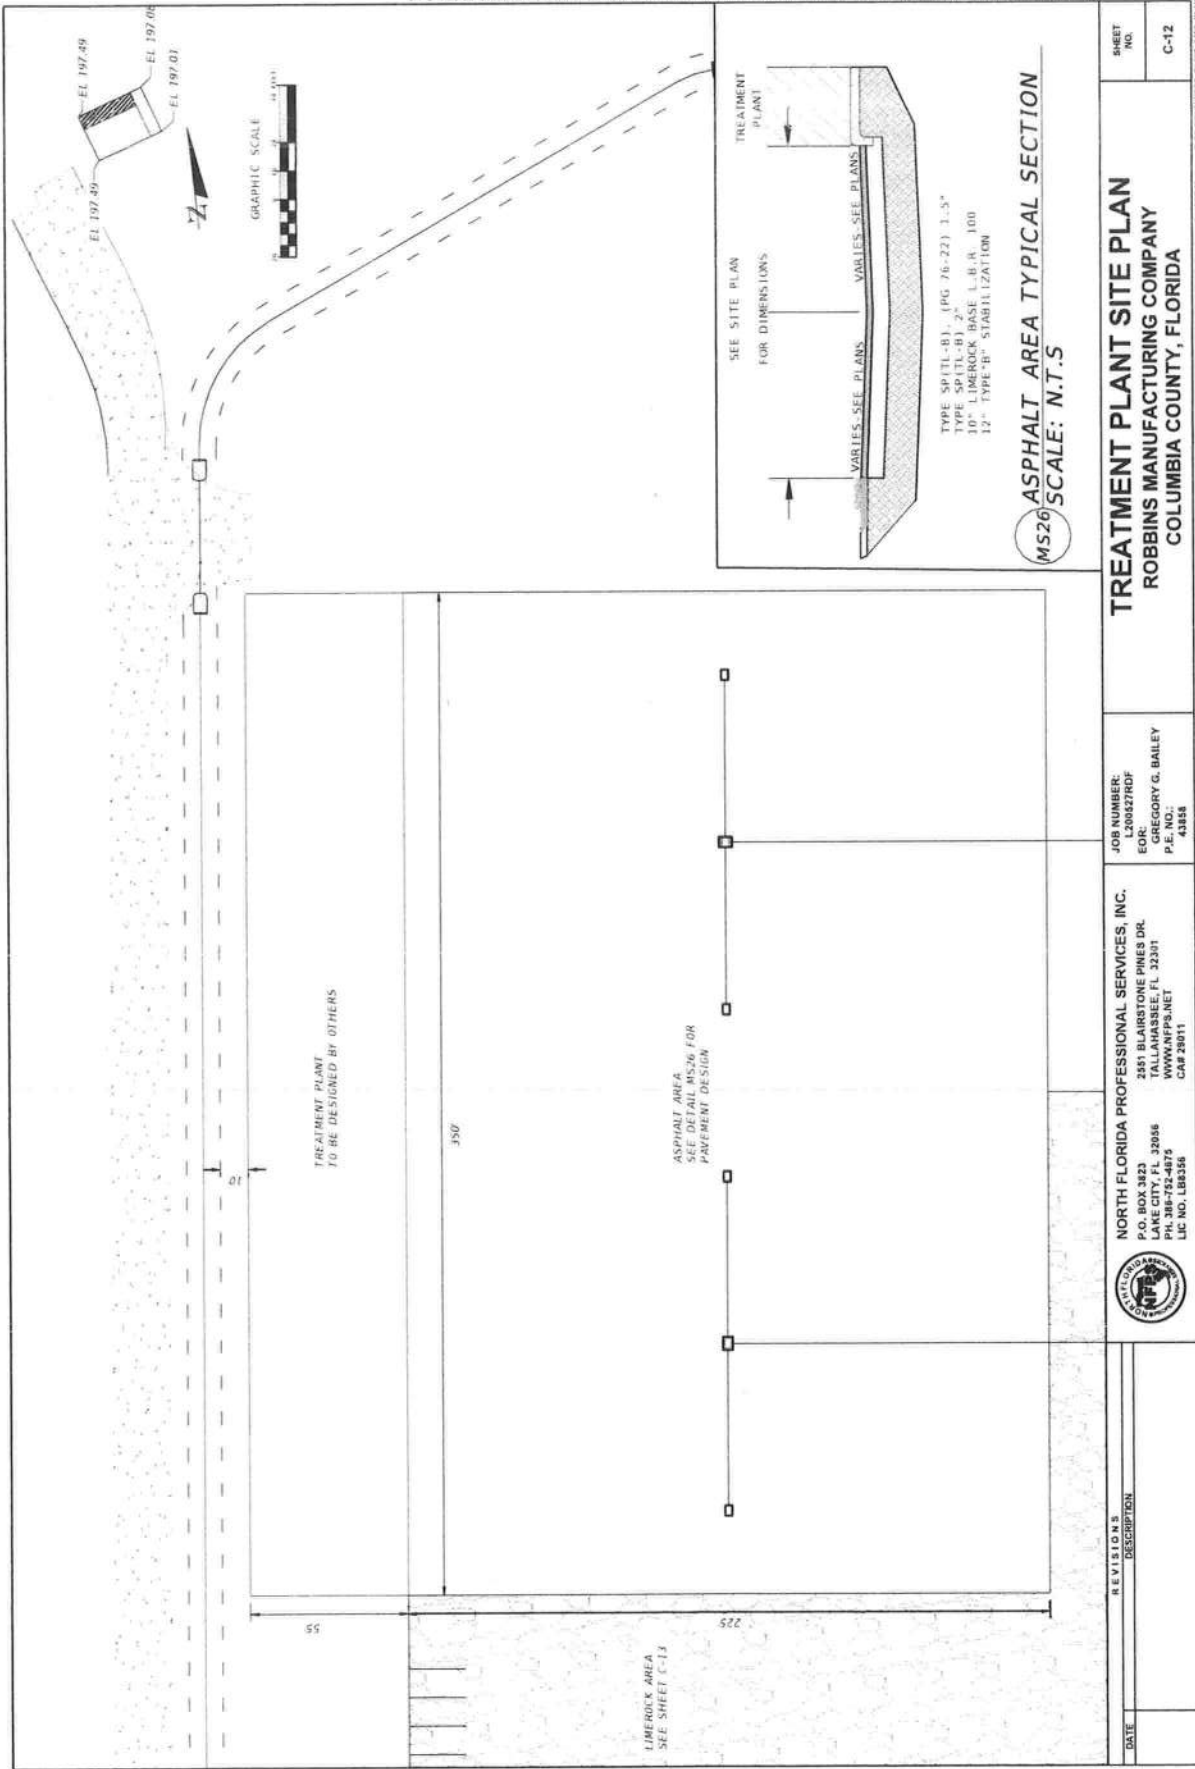 EL 197.49
EL 197.49
EL 197.08
EL 197.01
N
GRAPHIC SCALE
TREATMENT PLANT
TO BE DESIGNED BY OTHERS
10
350'
55
225
ASPHALT AREA
SEE DETAIL MS26 FOR
PAVEMENT DESIGN
LIMEROCK AREA
SEE SHEET C-13
SEE SITE PLAN
FOR DIMENSIONS
TREATMENT
PLANT
VARIES-SEE PLANS
VARIES-SEE PLANS
TYPE SP(TL-B), (PG 76-22) 1.5"
TYPE SP(TL-B) 2"
10" LIMEROCK BASE L.B.R. 100
12" TYPE "B" STABILIZATION
MS26
ASPHALT AREA TYPICAL SECTION
SCALE: N.T.S
REVISIONS
DATE
DESCRIPTION
NORTH FLORIDA PROFESSIONAL SERVICES, INC.
P.O. BOX 3823
LAKE CITY, FL 32056
PH. 386-752-4675
LIC NO. LB8356
2551 BLAIRSTONE PINES DR.
TALLAHASSEE, FL 32301
WWW.NFPS.NET
CA# 29011
NFPS
JOB NUMBER:
L200527RDF
EOR:
GREGORY G. BAILEY
P.E. NO.:
43858
TREATMENT PLANT SITE PLAN
ROBBINS MANUFACTURING COMPANY
COLUMBIA COUNTY, FLORIDA
SHEET
NO.
C-12